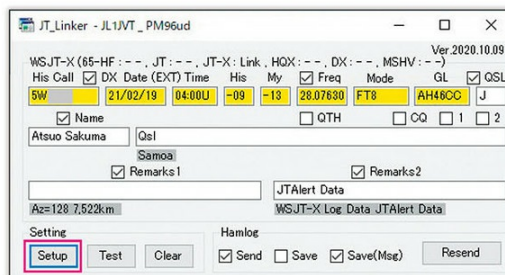 JT_Linker - JL1JVT _ PM96ud
Ver.2020.10.09
WSJT-X (65-HF : - - , JT : - - , JT-X : Link , HQX : - - , DX : - - , MSHV : - -)
His Call DX Date (EXT) Time His My Freq Mode GL QSL
5W 21/02/19 04:00U -09 -13 28.07630 FT8 AH46CC J
Name QTH CQ 1 2
Atsuo Sakuma Qsl
Samoa
Remarks1 Remarks2
JTAlert Data
Az=128 7,522km WSJT-X Log Data JTAlert Data
Setting Hamlog
Setup Test Clear Send Save Save(Msg) Resend